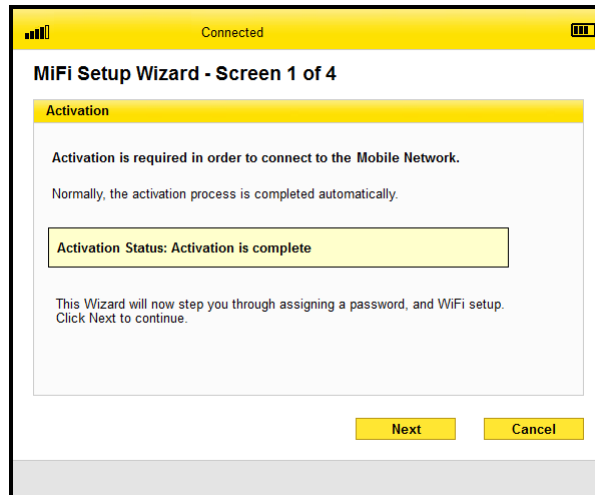 Connected
MiFi Setup Wizard - Screen 1 of 4
Activation
Activation is required in order to connect to the Mobile Network.
Normally, the activation process is completed automatically.
Activation Status: Activation is complete
This Wizard will now step you through assigning a password, and WiFi setup.
Click Next to continue.
Next Cancel